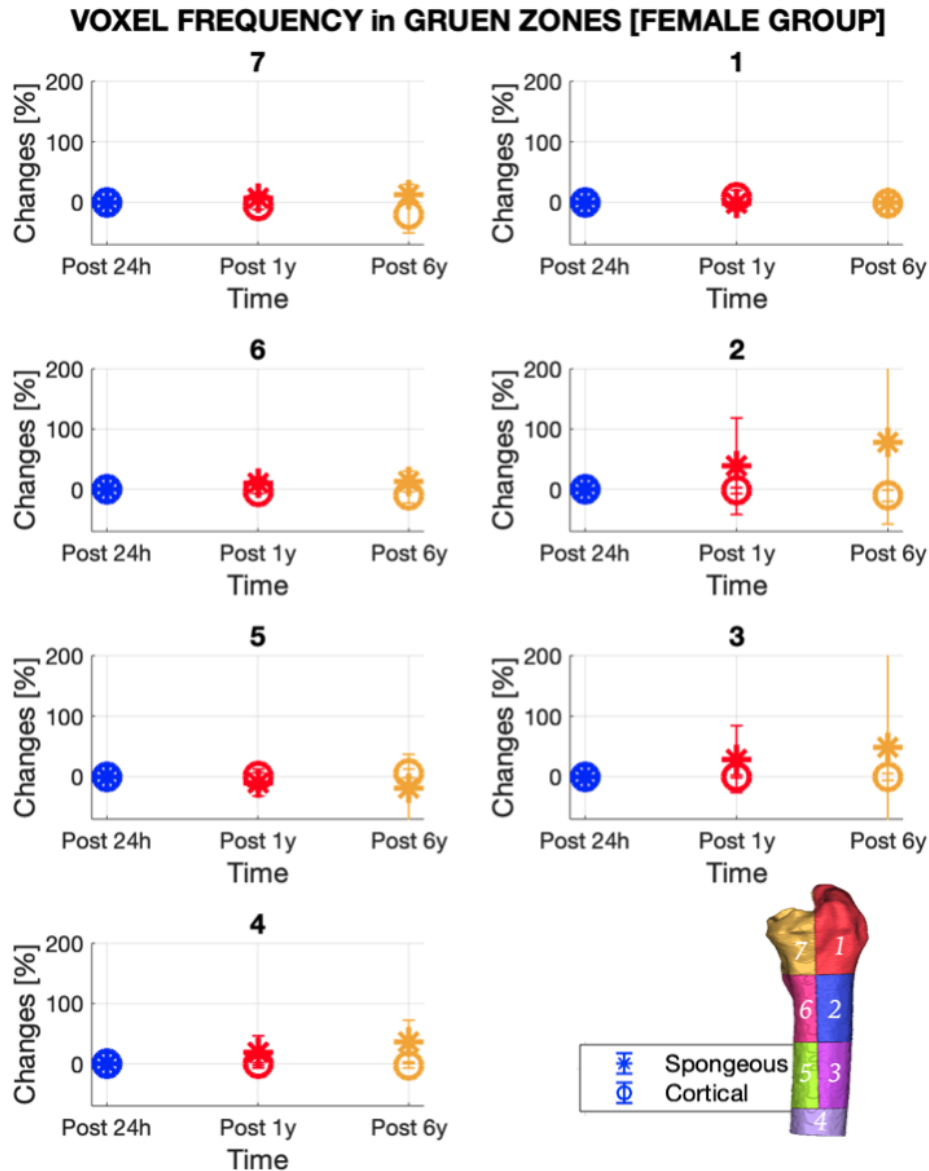 VOXEL FREQUENCY in GRUEN ZONES [FEMALE GROUP]
7
200
100
0
Changes [%]
Post 24h Post 1y Post 6y
Time
1
200
100
0
Changes [%]
Post 24h Post 1y Post 6y
Time
6
200
100
0
Changes [%]
Post 24h Post 1y Post 6y
Time
2
200
100
0
Changes [%]
Post 24h Post 1y Post 6y
Time
5
200
100
0
Changes [%]
Post 24h Post 1y Post 6y
Time
3
200
100
0
Changes [%]
Post 24h Post 1y Post 6y
Time
4
200
100
0
Changes [%]
Post 24h Post 1y Post 6y
Time
7 1
6 2
5 3
4
Spongeous
Cortical